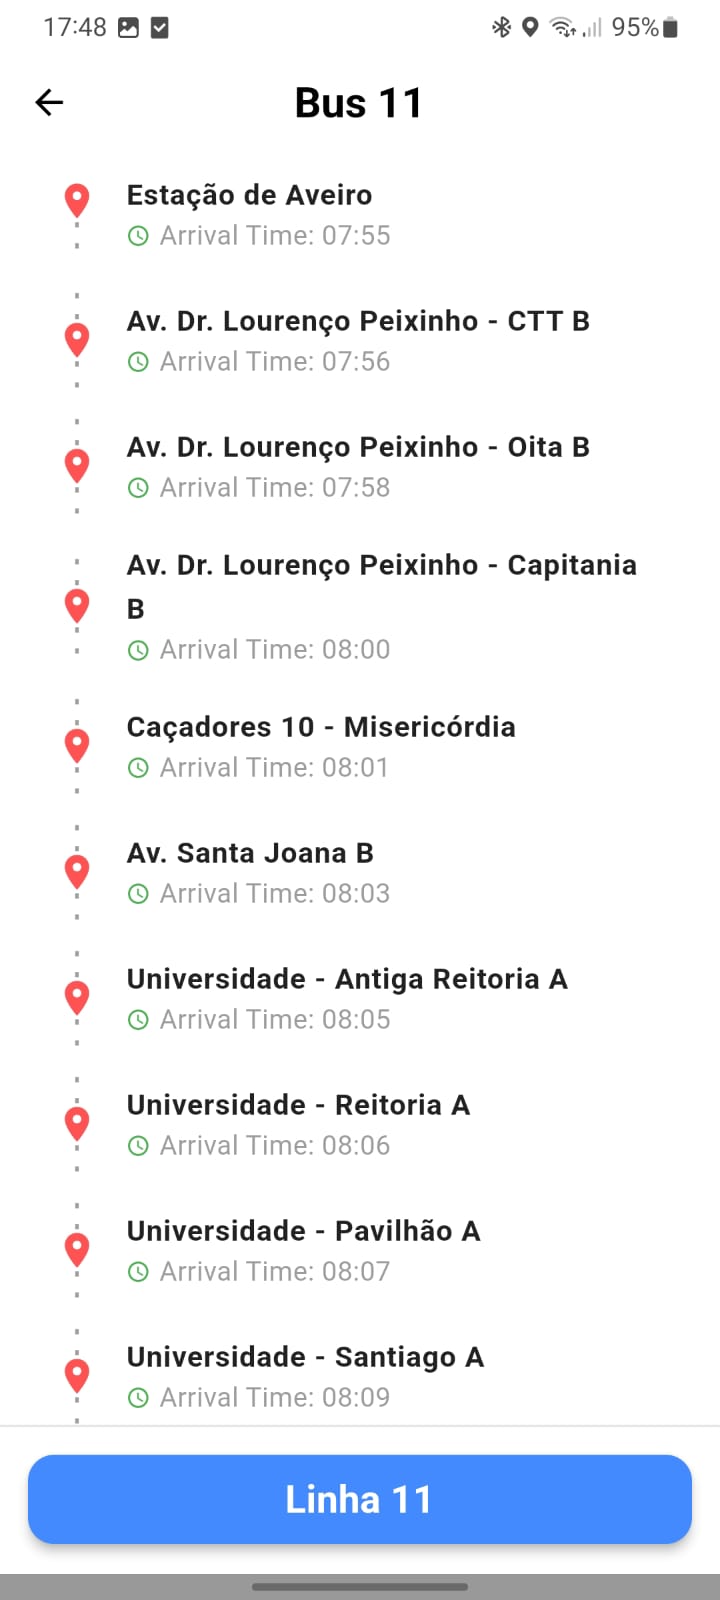 17:48 95%
Bus 11
Estação de Aveiro
Arrival Time: 07:55
Av. Dr. Lourenço Peixinho - CTT B
Arrival Time: 07:56
Av. Dr. Lourenço Peixinho - Oita B
Arrival Time: 07:58
Av. Dr. Lourenço Peixinho - Capitania
B
Arrival Time: 08:00
Caçadores 10 - Misericórdia
Arrival Time: 08:01
Av. Santa Joana B
Arrival Time: 08:03
Universidade - Antiga Reitoria A
Arrival Time: 08:05
Universidade - Reitoria A
Arrival Time: 08:06
Universidade - Pavilhão A
Arrival Time: 08:07
Universidade - Santiago A
Arrival Time: 08:09
Linha 11